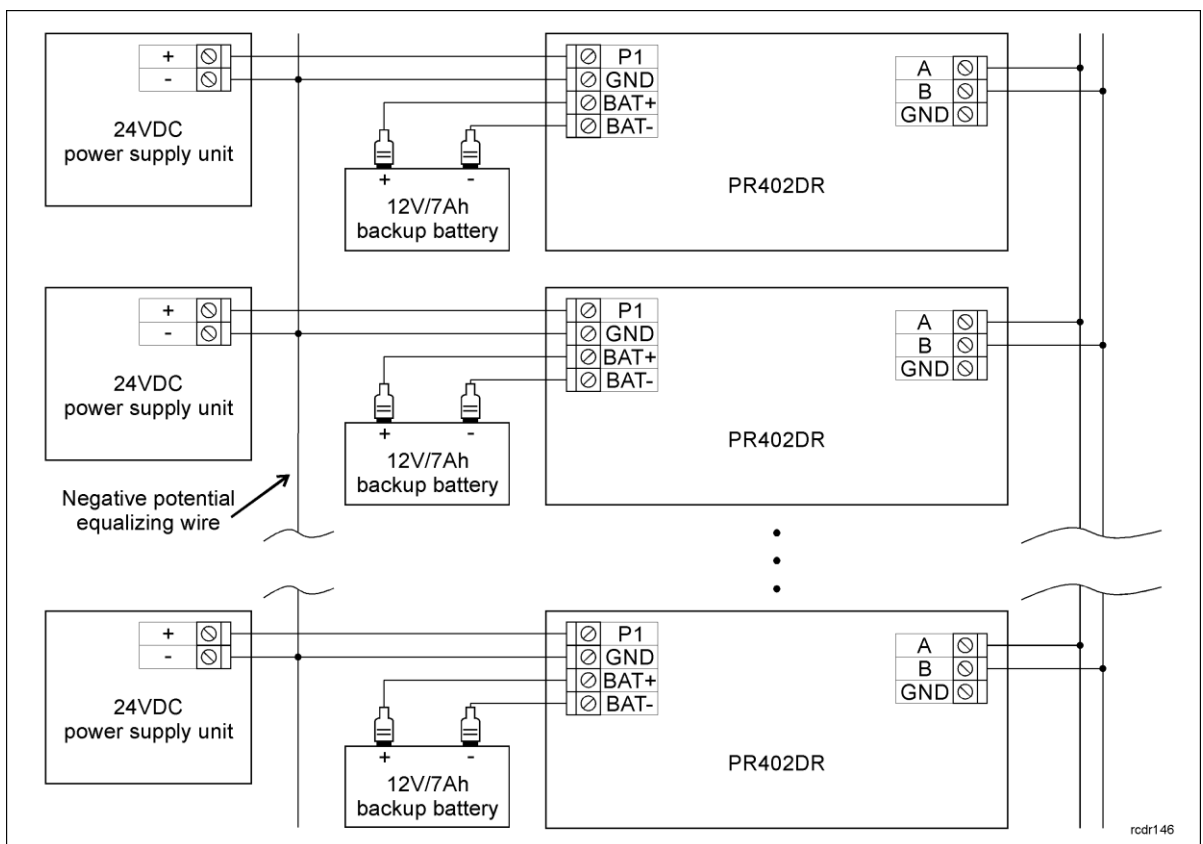 +
-
24VDC
power supply unit
P1
GND
BAT+
BAT-
+ -
12V/7Ah
backup battery
PR402DR
A
B
GND
+
-
24VDC
power supply unit
P1
GND
BAT+
BAT-
+ -
12V/7Ah
backup battery
PR402DR
A
B
GND
Negative potential
equalizing wire
+
-
24VDC
power supply unit
P1
GND
BAT+
BAT-
+ -
12V/7Ah
backup battery
PR402DR
A
B
GND
rcdr146